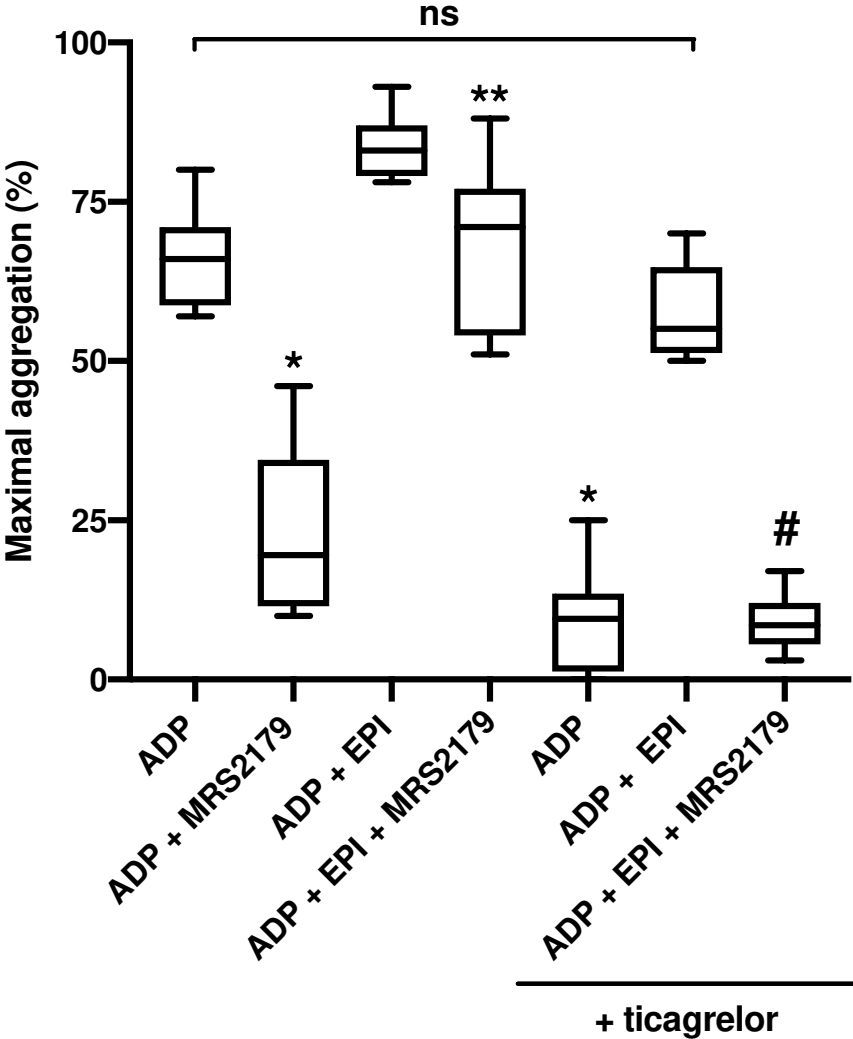 ns
Maximal aggregation (%)
100
75
50
25
0
*
**
*
#
ADP
ADP + MRS2179
ADP + EPI
ADP + EPI + MRS2179
ADP
ADP + EPI
ADP + EPI + MRS2179
+ ticagrelor